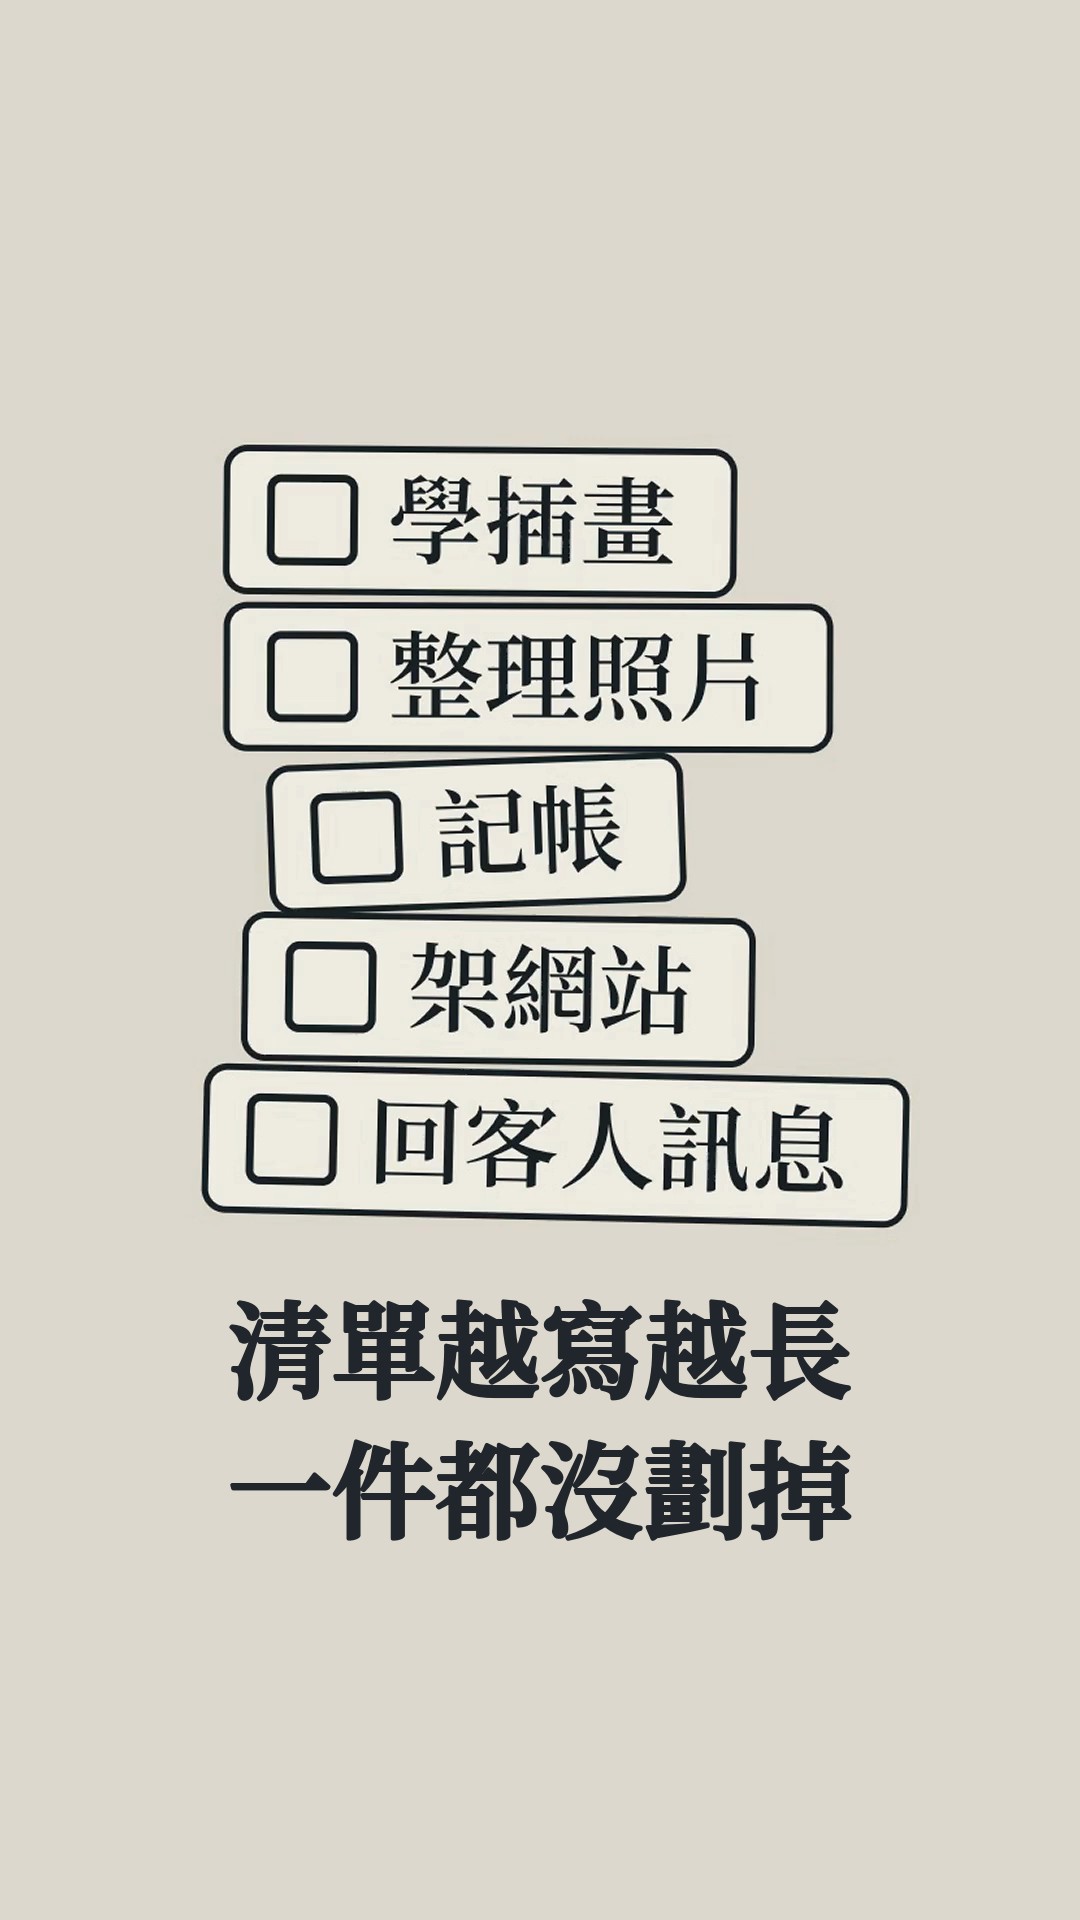 學插畫
整理照片
記帳
架網站
回客人訊息
清單越寫越長
一件都沒劃掉